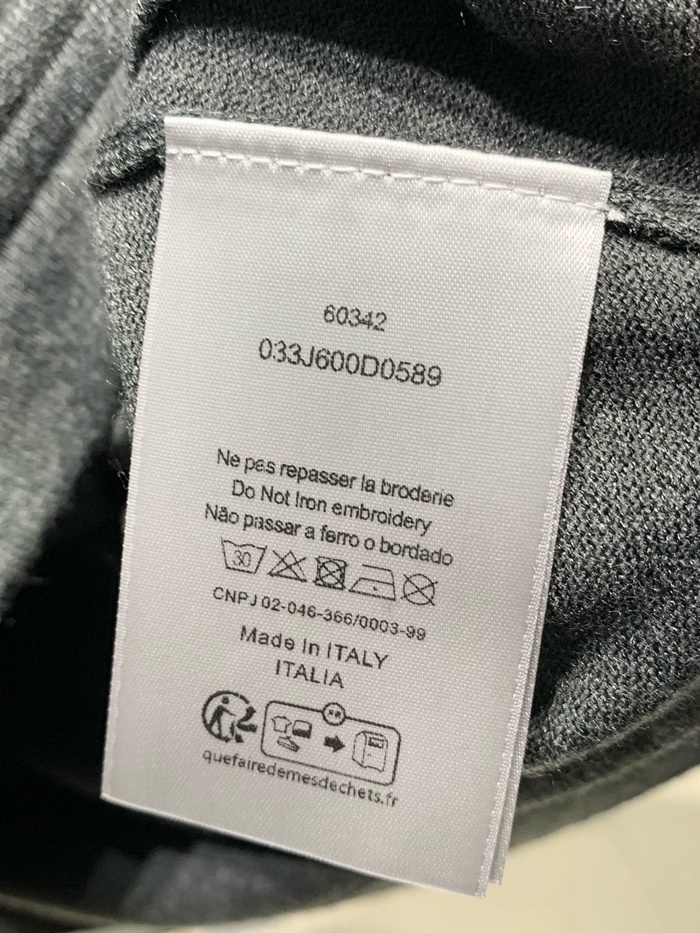 60342
033J600D0589
Ne pas repasser la broderie
Do Not Iron embroidery
Não passar a ferro o bordado
30
CNPJ 02-046-366/0003-99
Made In ITALY
ITALIA
quefairedemesdechets.fr